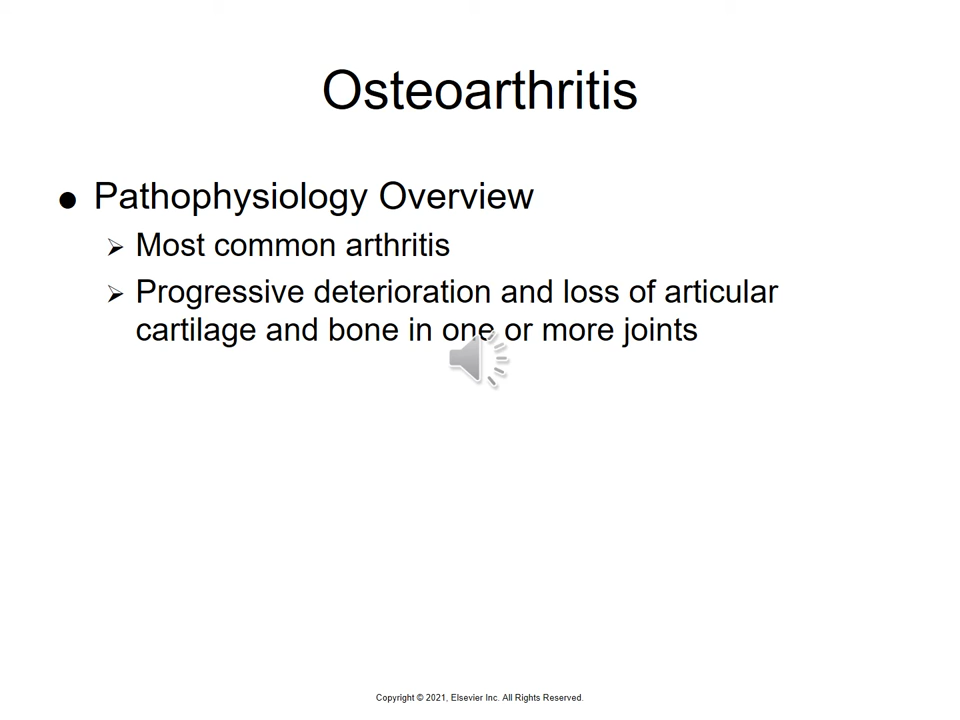 Osteoarthritis
● Pathophysiology Overview
➢ Most common arthritis
➢ Progressive deterioration and loss of articular
cartilage and bone in one or more joints
Copyright © 2021, Elsevier Inc. All Rights Reserved.